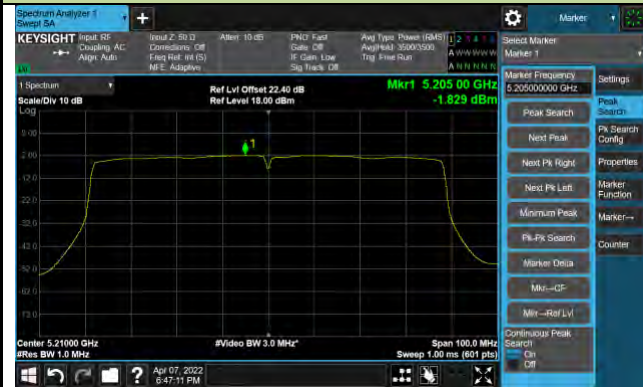 Spectrum Analyzer 1
Swept SA
Marker
KEYSIGHT Input: RF
Coupling: AC
Align: Auto
Input Z: 50 Ω
Corrections: Off
Freq Ref: Int (S)
NFE: Adaptive
Atten: 10 dB
PNO: Fast
Gate: Off
IF Gain: Low
Sig Track: Off
Avg Type: Power (RMS)
Avg|Hold: 3500/3500
Trig: Free Run
A W W W W W
A N N N N N
Select Marker
Marker 1
1 Spectrum
Scale/Div 10 dB
Log
Ref Lvl Offset 22.40 dB
Ref Level 18.00 dBm
Mkr1 5.205 00 GHz
-1.829 dBm
Marker Frequency
5.205000000 GHz
Settings
Peak Search
Peak
Search
Next Peak
Pk Search
Config
Next Pk Right
Properties
Next Pk Left
Marker
Function
Minimum Peak
Marker→
Pk-Pk Search
Counter
Marker Delta
Mkr→CF
Mkr→Ref Lvl
Continuous Peak
Search
On
Off
1
8.00
-2.00
-12.0
-22.0
-32.0
-42.0
-52.0
-62.0
-72.0
Center 5.21000 GHz
#Res BW 1.0 MHz
#Video BW 3.0 MHz*
Span 100.0 MHz
Sweep 1.00 ms (601 pts)
Apr 07, 2022
6:47:11 PM